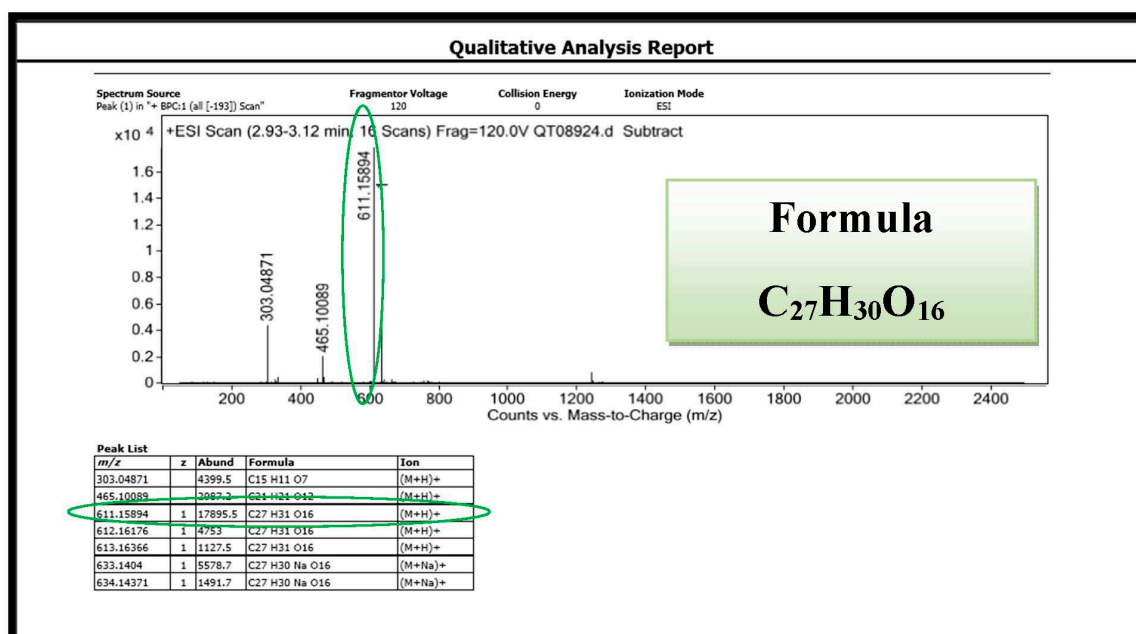 Qualitative Analysis Report
Spectrum Source Fragmentor Voltage Collision Energy Ionization Mode
Peak (1) in "+ BPC:1 (all [-193]) Scan" 120 0 ESI
x10 4 +ESI Scan (2.93-3.12 min, 16 Scans) Frag=120.0V QT08924.d Subtract
1.6
1.4
1.2
1
0.8
0.6
0.4
0.2
0
303.04871
465.10089
611.15894
Formula
C₂₇H₃₀O₁₆
200 400 600 800 1000 1200 1400 1600 1800 2000 2200 2400
Counts vs. Mass-to-Charge (m/z)
Peak List
m/z z Abund Formula Ion
303.04871 4399.5 C15 H11 O7 (M+H)+
465.10089 2087.2 C21 H21 O12 (M+H)+
611.15894 1 17895.5 C27 H31 O16 (M+H)+
612.16176 1 4753 C27 H31 O16 (M+H)+
613.16366 1 1127.5 C27 H31 O16 (M+H)+
633.1404 1 5578.7 C27 H30 Na O16 (M+Na)+
634.14371 1 1491.7 C27 H30 Na O16 (M+Na)+